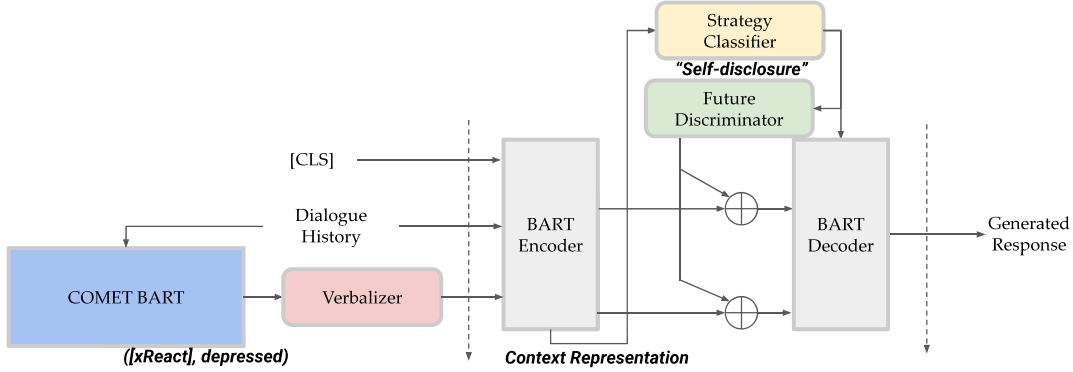 Strategy
Classifier
“Self-disclosure”
Future
Discriminator
[CLS]
Dialogue
History
BART
Encoder
BART
Decoder
Generated
Response
COMET BART
Verbalizer
([xReact], depressed)
Context Representation